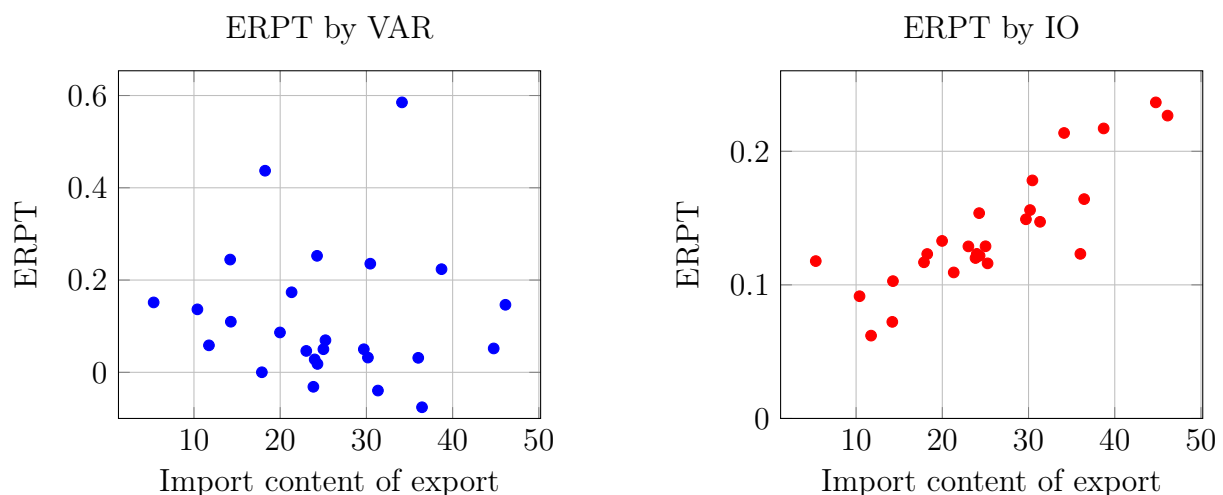 ERPT by VAR
0.6
0.4
0.2
0
ERPT
10 20 30 40 50
Import content of export
ERPT by IO
0.2
0.1
0
ERPT
10 20 30 40 50
Import content of export